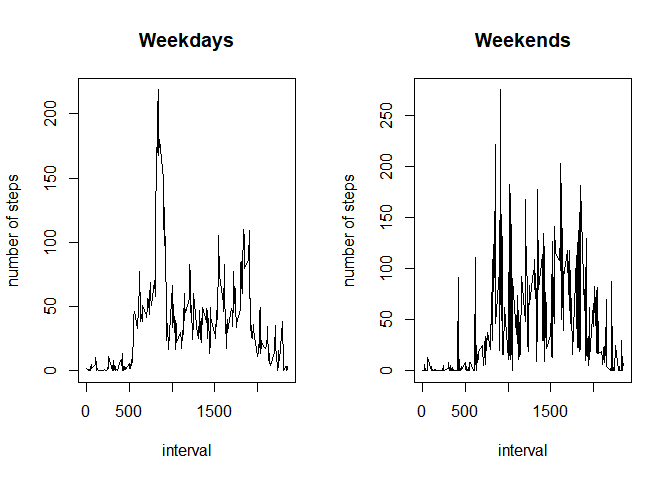 Weekdays
number of steps
0 50 100 150 200
0 500 1500
interval
Weekends
number of steps
0 50 100 150 200 250
0 500 1500
interval